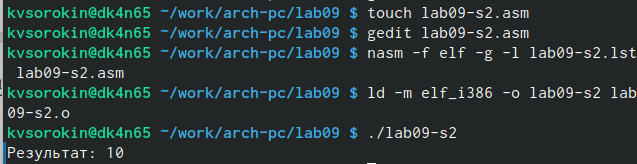 kvsorokin@dk4n65 ~/work/arch-pc/lab09 $ touch lab09-s2.asm
kvsorokin@dk4n65 ~/work/arch-pc/lab09 $ gedit lab09-s2.asm
kvsorokin@dk4n65 ~/work/arch-pc/lab09 $ nasm -f elf -g -l lab09-s2.lst
 lab09-s2.asm
kvsorokin@dk4n65 ~/work/arch-pc/lab09 $ ld -m elf_i386 -o lab09-s2 lab
09-s2.o
kvsorokin@dk4n65 ~/work/arch-pc/lab09 $ ./lab09-s2
Результат: 10